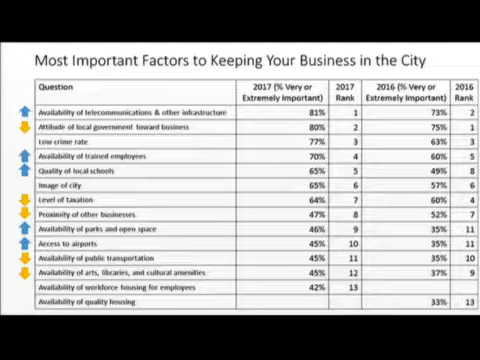 Most Important Factors to Keeping Your Business in the City
Question 2017 (% Very or Extremely Important) 2017 Rank 2016 (% Very or Extremely Important) 2016 Rank
Availability of telecommunications & other infrastructure 81% 1 73% 2
Attitude of local government toward business 80% 2 75% 1
Low crime rate 77% 3 63% 3
Availability of trained employees 70% 4 60% 5
Quality of local schools 65% 5 49% 8
Image of city 65% 6 57% 6
Level of taxation 64% 7 60% 4
Proximity of other businesses 47% 8 52% 7
Availability of parks and open space 46% 9 35% 11
Access to airports 45% 10 35% 11
Availability of public transportation 45% 11 35% 10
Availability of arts, libraries, and cultural amenities 45% 12 37% 9
Availability of workforce housing for employees 42% 13
Availability of quality housing 33% 13